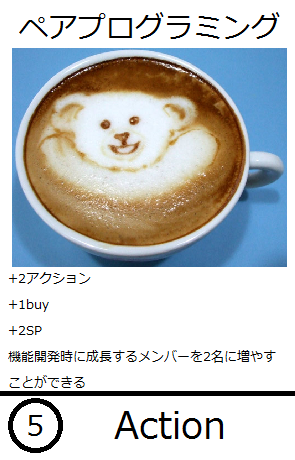 ペアプログラミング
+2アクション
+1buy
+2SP
機能開発時に成長するメンバーを2名に増やす
ことができる
5 Action